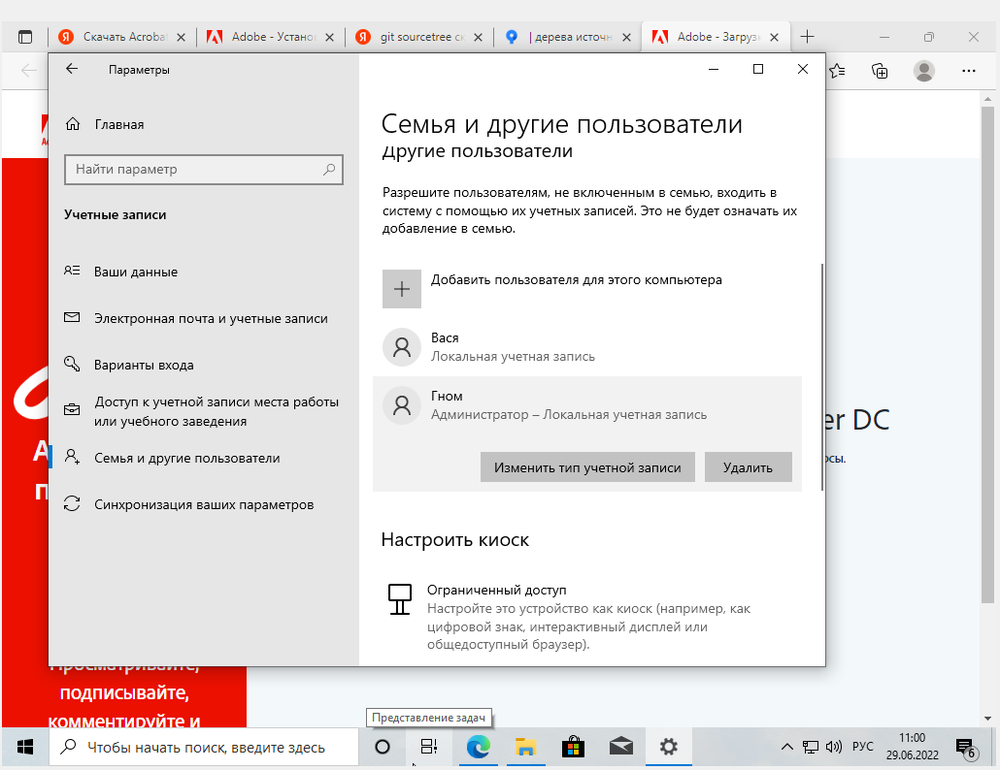 Скачать Acroba
Adobe - Устано
git sourcetree ск
| дерева источн
Adobe - Загруз
Параметры
Главная
Найти параметр
Учетные записи
Ваши данные
Электронная почта и учетные записи
Варианты входа
Доступ к учетной записи места работы
или учебного заведения
Семья и другие пользователи
Синхронизация ваших параметров
Семья и другие пользователи
Другие пользователи
Разрешите пользователям, не включенным в семью, входить в
систему с помощью их учетных записей. Это не будет означать их
добавление в семью.
Добавить пользователя для этого компьютера
Вася
Локальная учетная запись
Гном
Администратор – Локальная учетная запись
Изменить тип учетной записи
Удалить
Настроить киоск
Ограниченный доступ
Настройте это устройство как киоск (например, как
цифровой знак, интерактивный дисплей или
общедоступный браузер).
er DC
осы.
Просматривайте,
подписывайте,
комментируйте и
Представление задач
Чтобы начать поиск, введите здесь
РУС
11:00
29.06.2022
6